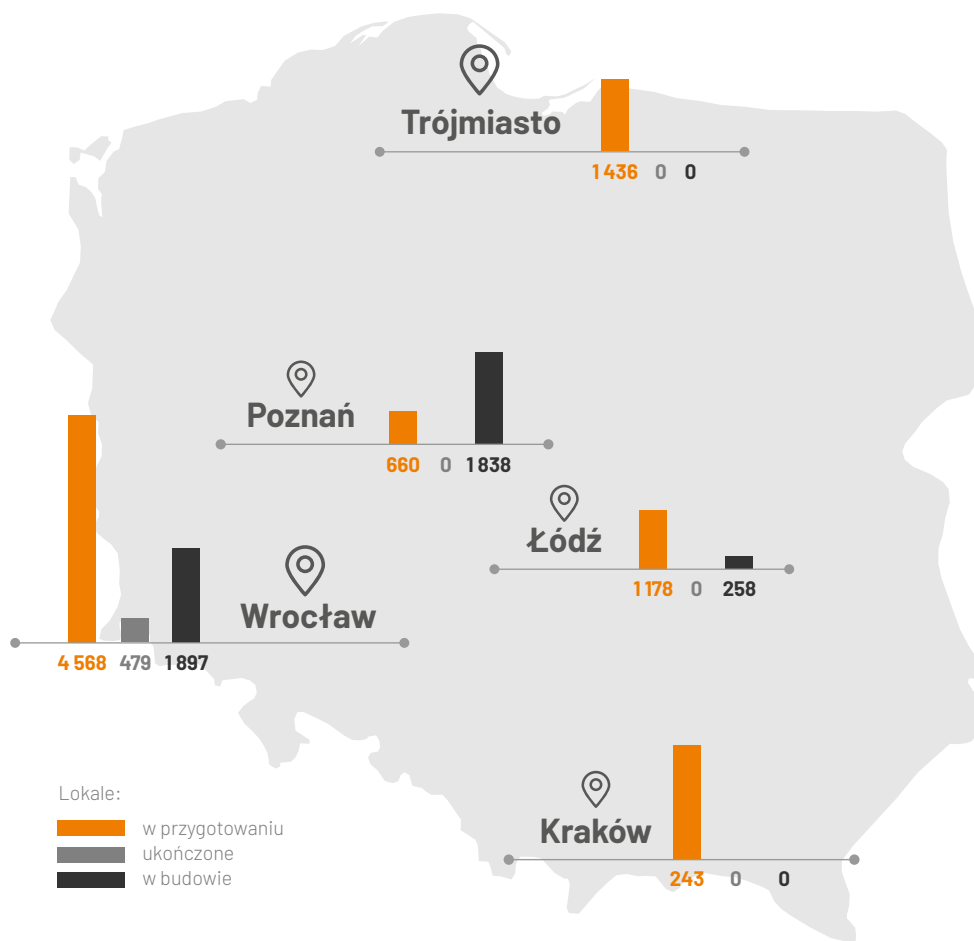 Trójmiasto
1 436 0 0
Poznań
660 0 1 838
Łódź
1 178 0 258
Wrocław
4 568 479 1 897
Kraków
243 0 0
Lokale:
w przygotowaniu
ukończone
w budowie